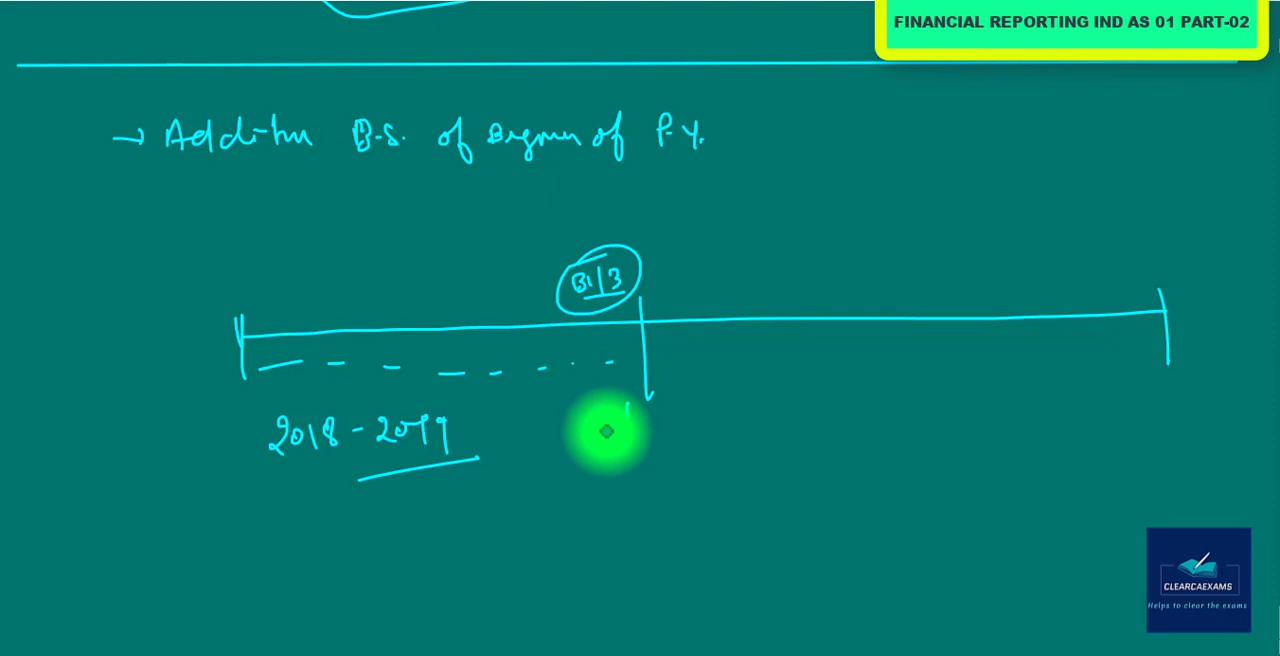 FINANCIAL REPORTING IND AS 01 PART-02
→ B.S. of of P.Y.
31/3
2018 - 2019
CLEARCAEXAMS
Helps to clear the exams